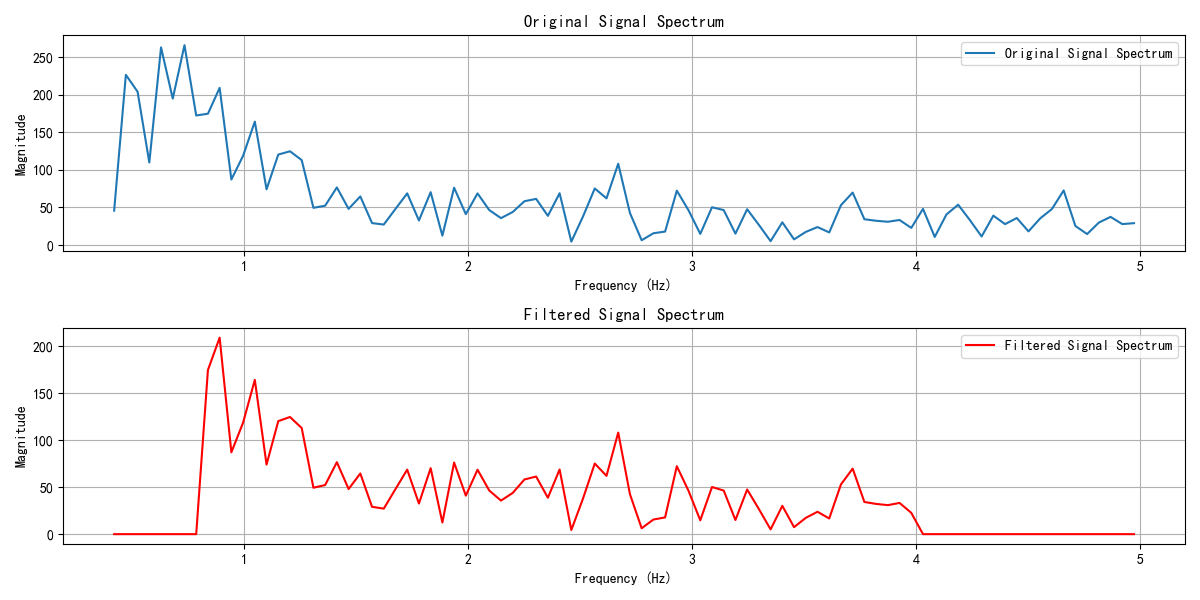 Original Signal Spectrum
Original Signal Spectrum
250
200
150
100
50
0
Magnitude
1 2 3 4 5
Frequency (Hz)
Filtered Signal Spectrum
Filtered Signal Spectrum
200
150
100
50
0
Magnitude
1 2 3 4 5
Frequency (Hz)